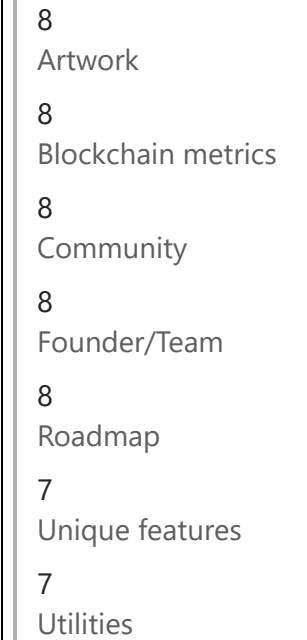 8
Artwork
8
Blockchain metrics
8
Community
8
Founder/Team
8
Roadmap
7
Unique features
7
Utilities